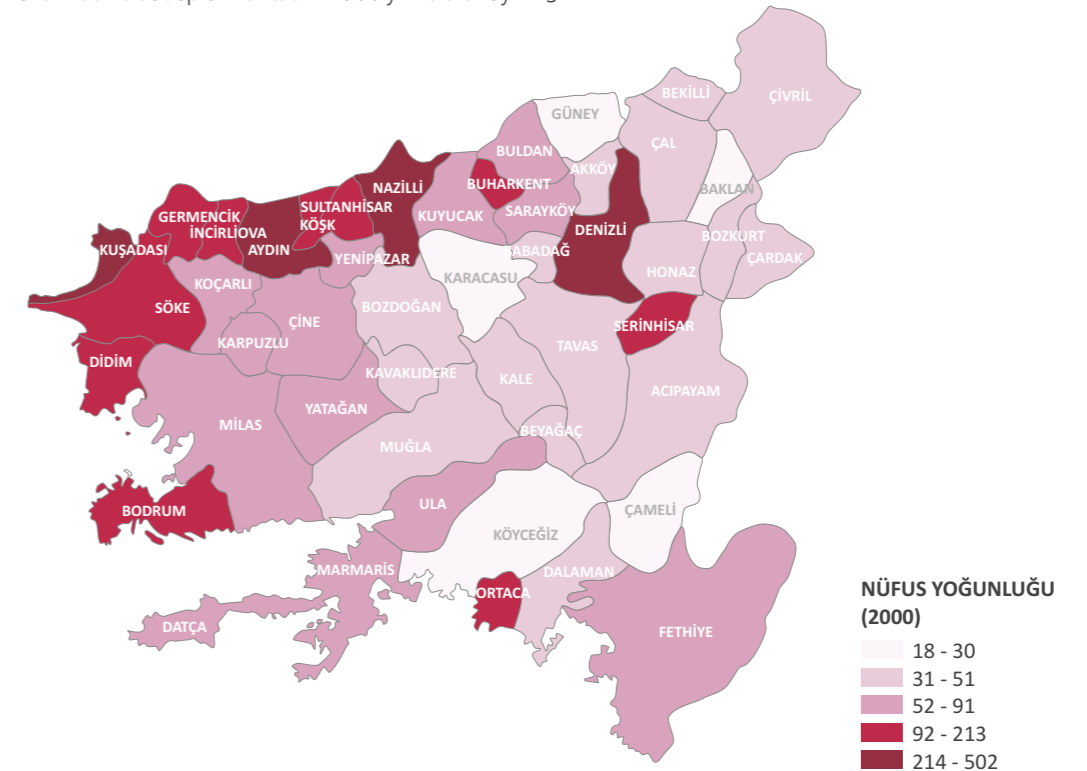 BEKİLLİ
ÇİVRİL
GÜNEY
ÇAL
BULDAN
AKKÖY
BAKLAN
NAZİLLİ
BUHARKENT
SULTANHİSAR
KÖŞK
KUYUCAK
SARAYKÖY
GERMENCİK
İNCİRLİOVA
AYDIN
KUŞADASI
DENİZLİ
BOZKURT
ÇARDAK
YENİPAZAR
BABADAĞ
HONAZ
KARACASU
KOÇARLI
SÖKE
BOZDOĞAN
ÇİNE
SERİNHİSAR
KARPUZLU
TAVAS
DİDİM
KAVAKLIDERE
KALE
ACIPAYAM
YATAĞAN
MİLAS
BEYAĞAÇ
MUĞLA
BODRUM
ULA
ÇAMELİ
KÖYCEĞİZ
MARMARİS
DALAMAN
ORTACA
DATÇA
FETHİYE
NÜFUS YOĞUNLUĞU
(2000)
18 - 30
31 - 51
52 - 91
92 - 213
214 - 502